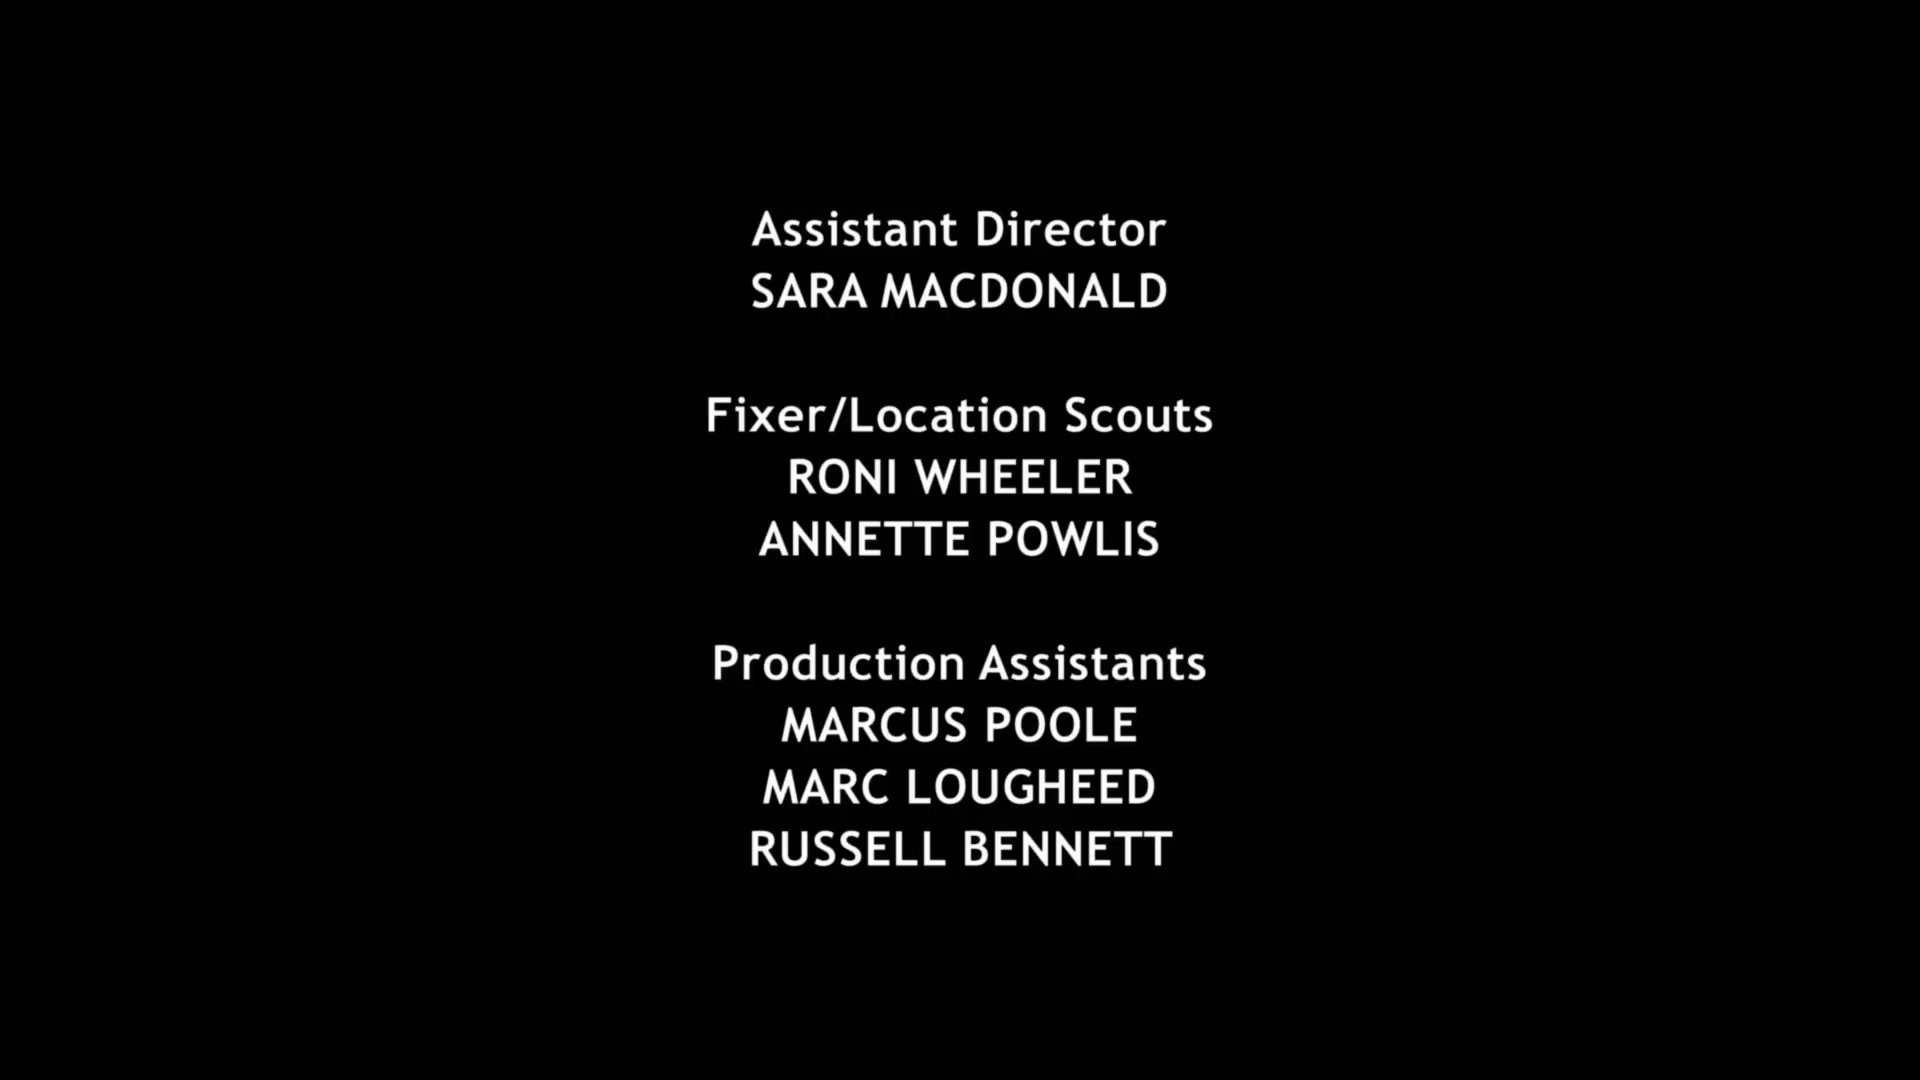 Assistant Director
SARA MACDONALD
Fixer/Location Scouts
RONI WHEELER
ANNETTE POWLIS
Production Assistants
MARCUS POOLE
MARC LOUGHEED
RUSSELL BENNETT